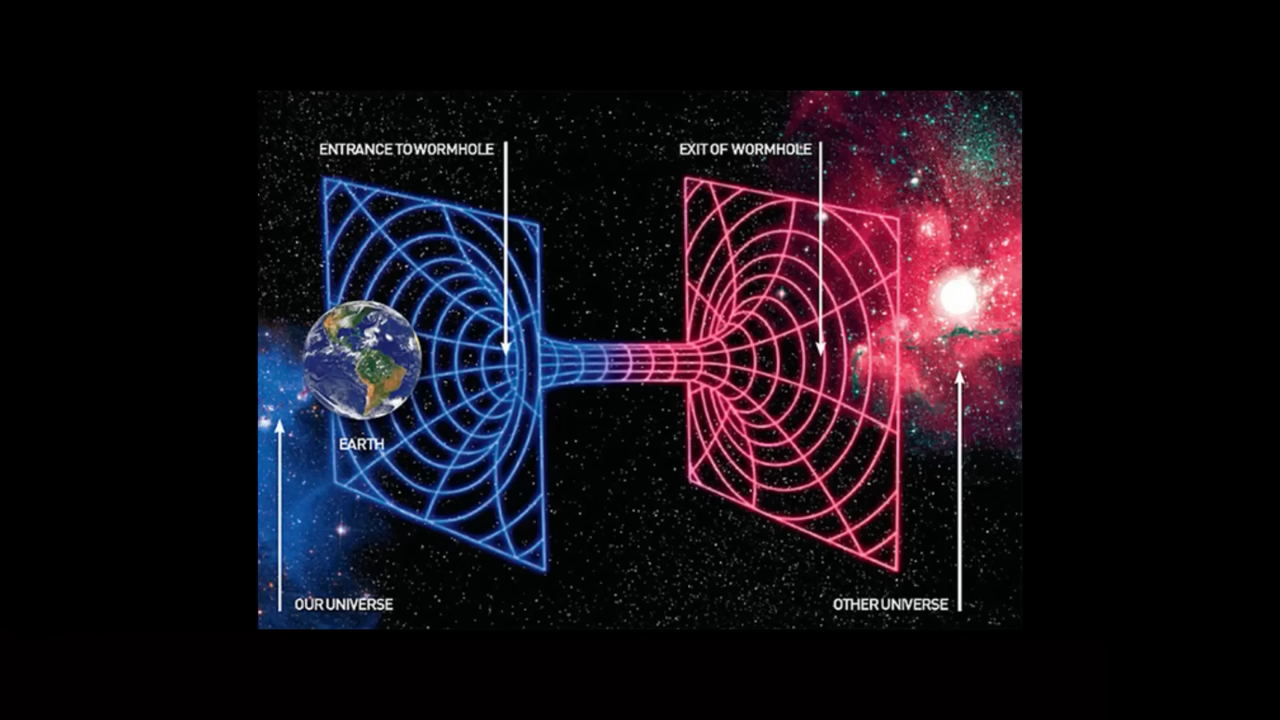 ENTRANCE TO WORMHOLE
EXIT OF WORMHOLE
EARTH
OUR UNIVERSE
OTHER UNIVERSE